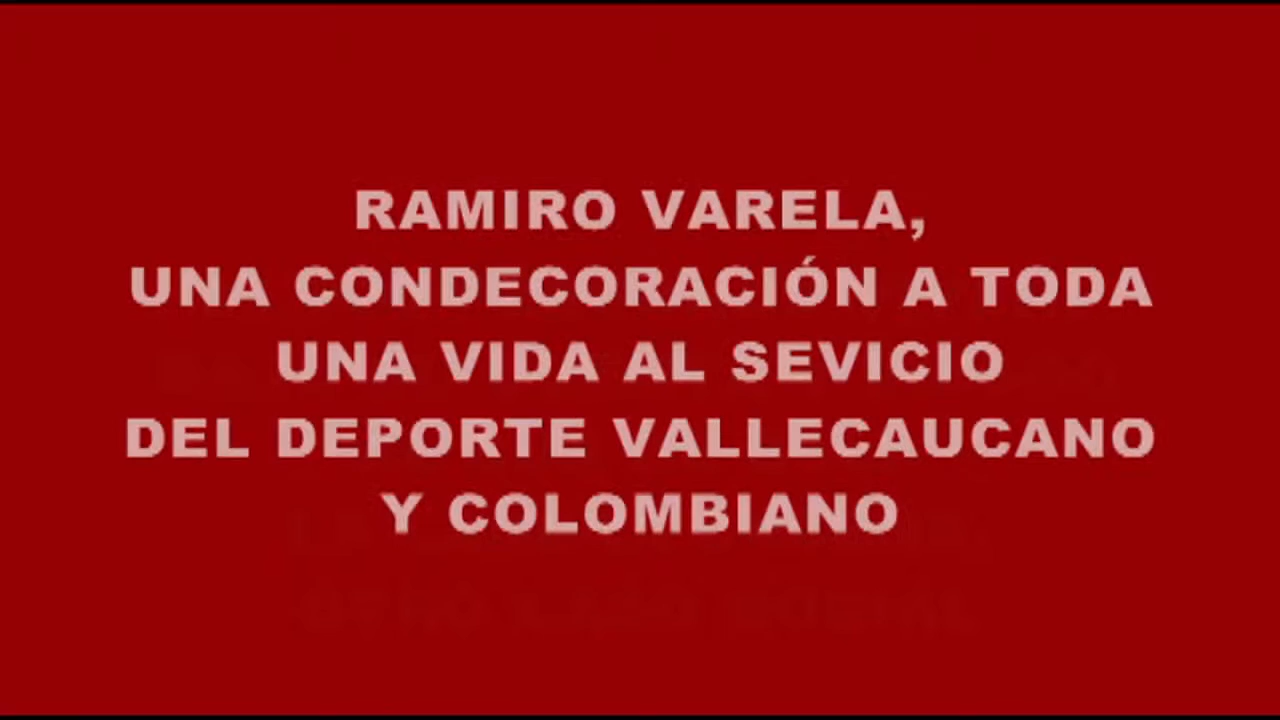 RAMIRO VARELA,
UNA CONDECORACIÓN A TODA
UNA VIDA AL SEVICIO
DEL DEPORTE VALLECAUCANO
Y COLOMBIANO